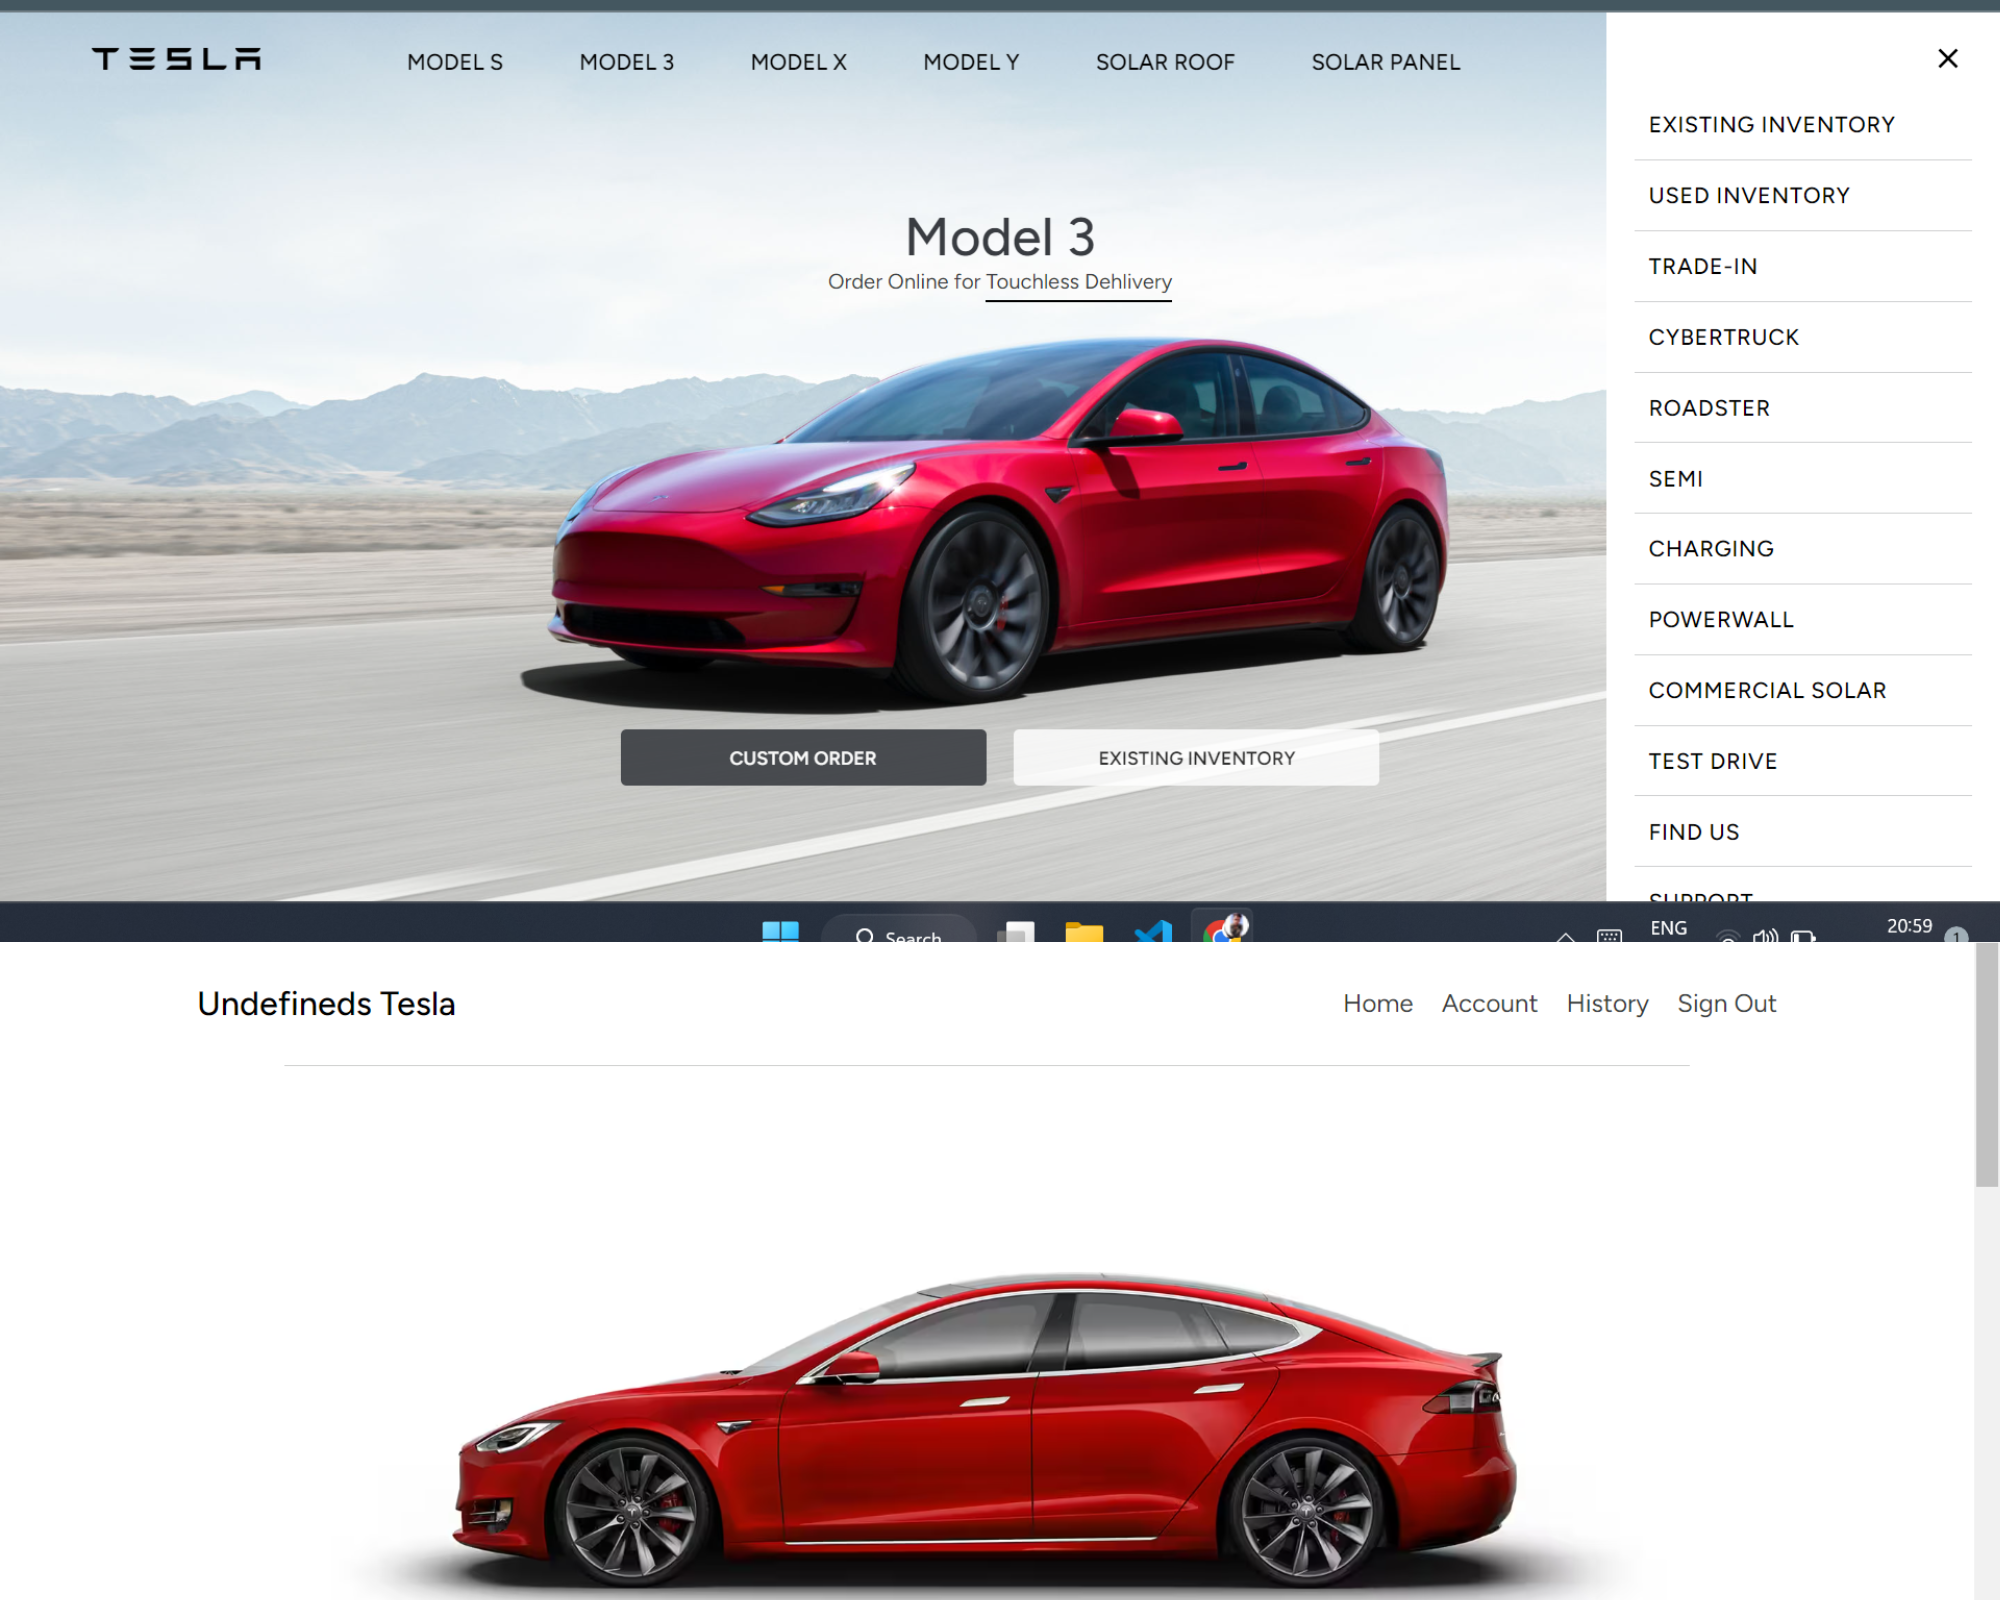 TESLA
MODEL S
MODEL 3
MODEL X
MODEL Y
SOLAR ROOF
SOLAR PANEL
Model 3
Order Online for Touchless Dehlivery
CUSTOM ORDER
EXISTING INVENTORY
EXISTING INVENTORY
USED INVENTORY
TRADE-IN
CYBERTRUCK
ROADSTER
SEMI
CHARGING
POWERWALL
COMMERCIAL SOLAR
TEST DRIVE
FIND US
SUPPORT
Search
ENG
20:59
1
Undefineds Tesla
Home
Account
History
Sign Out